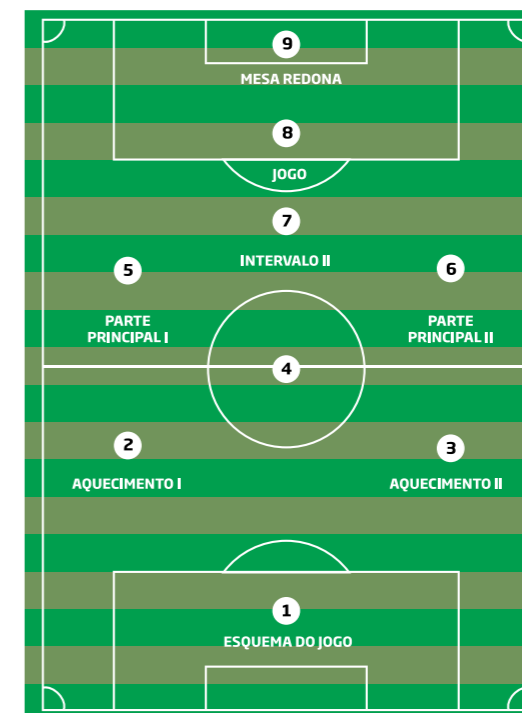 9
MESA REDONA
8
JOGO
7
INTERVALO II
5
PARTE
PRINCIPAL I
6
PARTE
PRINCIPAL II
4
2
AQUECIMENTO I
3
AQUECIMENTO II
1
ESQUEMA DO JOGO